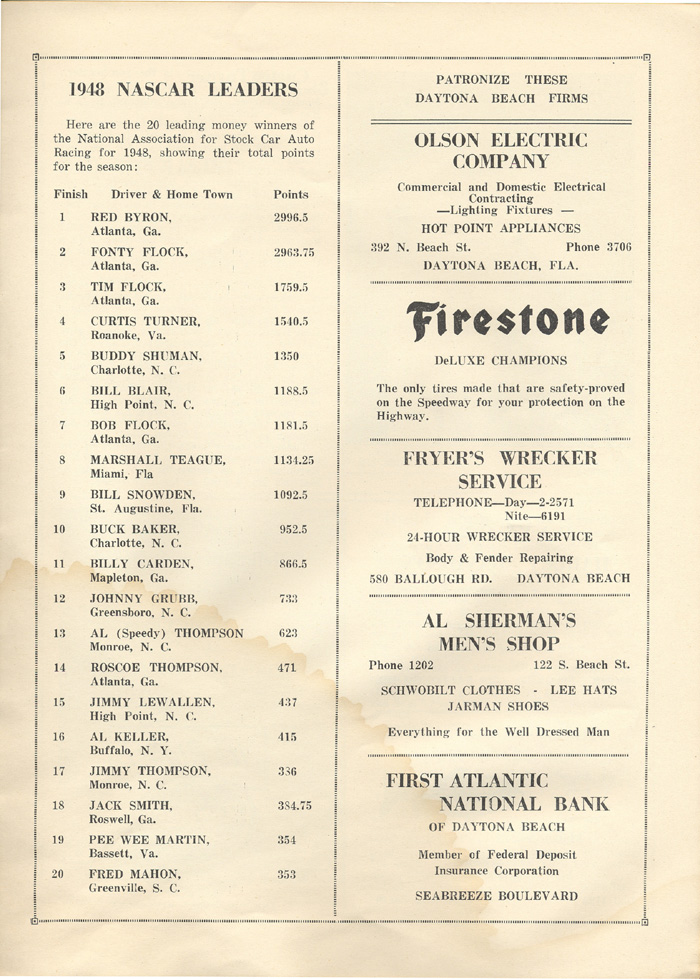 1948 NASCAR LEADERS
Here are the 20 leading money winners of
the National Association for Stock Car Auto
Racing for 1948, showing their total points
for the season:
Finish Driver & Home Town Points
1 RED BYRON, 2996.5
Atlanta, Ga.
2 FONTY FLOCK, 2963.75
Atlanta, Ga.
3 TIM FLOCK, 1759.5
Atlanta, Ga.
4 CURTIS TURNER, 1540.5
Roanoke, Va.
5 BUDDY SHUMAN, 1350
Charlotte, N. C.
6 BILL BLAIR, 1188.5
High Point, N. C.
7 BOB FLOCK, 1181.5
Atlanta, Ga.
8 MARSHALL TEAGUE, 1134.25
Miami, Fla
9 BILL SNOWDEN, 1092.5
St. Augustine, Fla.
10 BUCK BAKER, 952.5
Charlotte, N. C.
11 BILLY CARDEN, 866.5
Mapleton, Ga.
12 JOHNNY GRUBB, 733
Greensboro, N. C.
13 AL (Speedy) THOMPSON 623
Monroe, N. C.
14 ROSCOE THOMPSON, 471
Atlanta, Ga.
15 JIMMY LEWALLEN, 437
High Point, N. C.
16 AL KELLER, 415
Buffalo, N. Y.
17 JIMMY THOMPSON, 386
Monroe, N. C.
18 JACK SMITH, 384.75
Roswell, Ga.
19 PEE WEE MARTIN, 354
Bassett, Va.
20 FRED MAHON, 353
Greenville, S. C.
PATRONIZE THESE
DAYTONA BEACH FIRMS
OLSON ELECTRIC
COMPANY
Commercial and Domestic Electrical
Contracting
—Lighting Fixtures —
HOT POINT APPLIANCES
392 N. Beach St. Phone 3706
DAYTONA BEACH, FLA.
Firestone
DeLUXE CHAMPIONS
The only tires made that are safety-proved
on the Speedway for your protection on the
Highway.
FRYER'S WRECKER
SERVICE
TELEPHONE—Day—2-2571
Nite—6191
24-HOUR WRECKER SERVICE
Body & Fender Repairing
580 BALLOUGH RD. DAYTONA BEACH
AL SHERMAN'S
MEN'S SHOP
Phone 1202 122 S. Beach St.
SCHWOBILT CLOTHES - LEE HATS
JARMAN SHOES
Everything for the Well Dressed Man
FIRST ATLANTIC
NATIONAL BANK
OF DAYTONA BEACH
Member of Federal Deposit
Insurance Corporation
SEABREEZE BOULEVARD